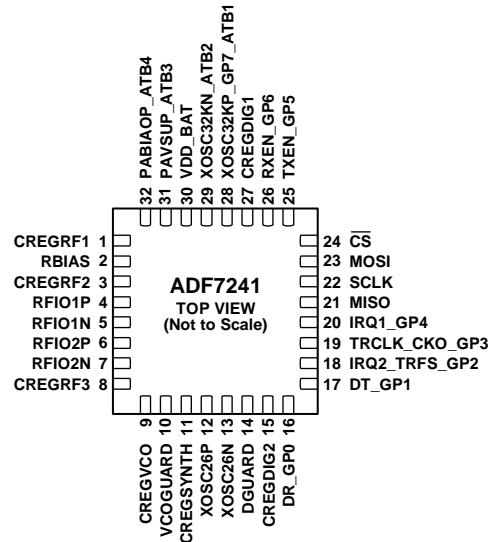 32 PABIAOP_ATB4
31 PAVSUP_ATB3
30 VDD_BAT
29 XOSC32KN_ATB2
28 XOSC32KP_GP7_ATB1
27 CREGDIG1
26 RXEN_GP6
25 TXEN_GP5
CREGRF1 1
RBIAS 2
CREGRF2 3
RFIO1P 4
RFIO1N 5
RFIO2P 6
RFIO2N 7
CREGRF3 8
ADF7241
TOP VIEW
(Not to Scale)
24 CS
23 MOSI
22 SCLK
21 MISO
20 IRQ1_GP4
19 TRCLK_CKO_GP3
18 IRQ2_TRFS_GP2
17 DT_GP1
CREGVCO 9
VCOGUARD 10
CREGSYNTH 11
XOSC26P 12
XOSC26N 13
DGUARD 14
CREGDIG2 15
DR_GP0 16